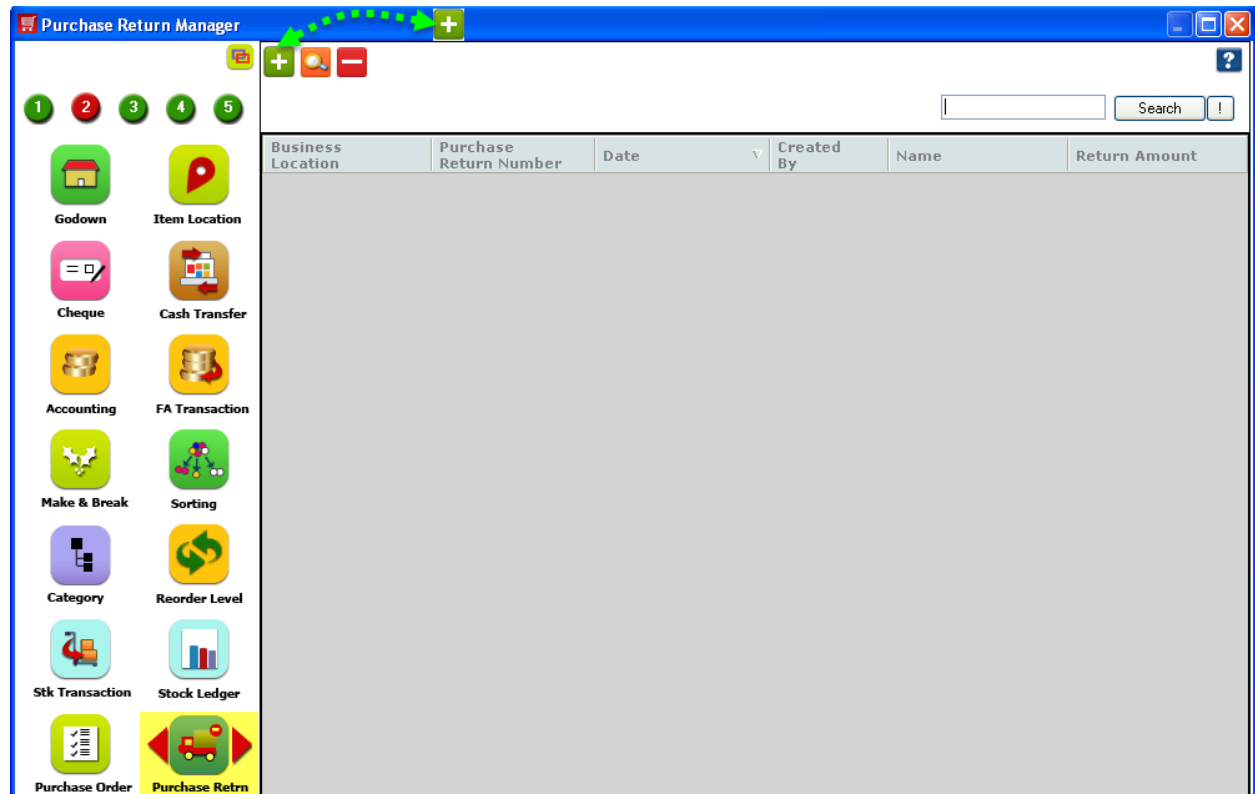 Purchase Return Manager
?
1 2 3 4 5
Search !
Business Location
Purchase Return Number
Date
Created By
Name
Return Amount
Godown
Item Location
Cheque
Cash Transfer
Accounting
FA Transaction
Make & Break
Sorting
Category
Reorder Level
Stk Transaction
Stock Ledger
Purchase Order
Purchase Retrn